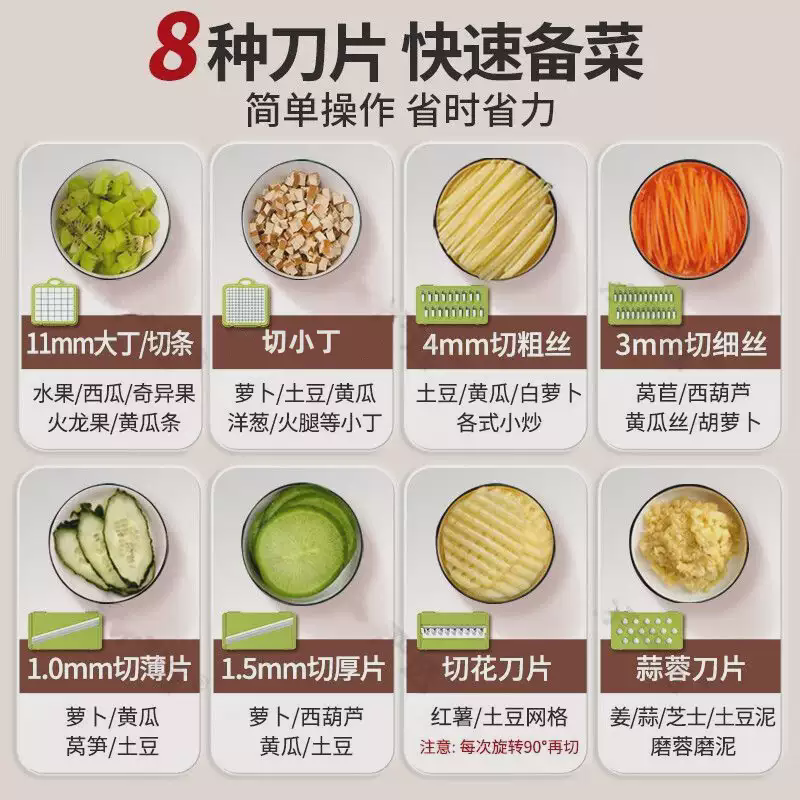 8种刀片 快速备菜
简单操作 省时省力
11mm大丁/切条
水果/西瓜/奇异果
火龙果/黄瓜条
切小丁
萝卜/土豆/黄瓜
洋葱/火腿等小丁
4mm切粗丝
土豆/黄瓜/白萝卜
各式小炒
3mm切细丝
莴苣/西葫芦
黄瓜丝/胡萝卜
1.0mm切薄片
萝卜/黄瓜
莴笋/土豆
1.5mm切厚片
萝卜/西葫芦
黄瓜/土豆
切花刀片
红薯/土豆网格
注意: 每次旋转90°再切
蒜蓉刀片
姜/蒜/芝士/土豆泥
磨蓉磨泥